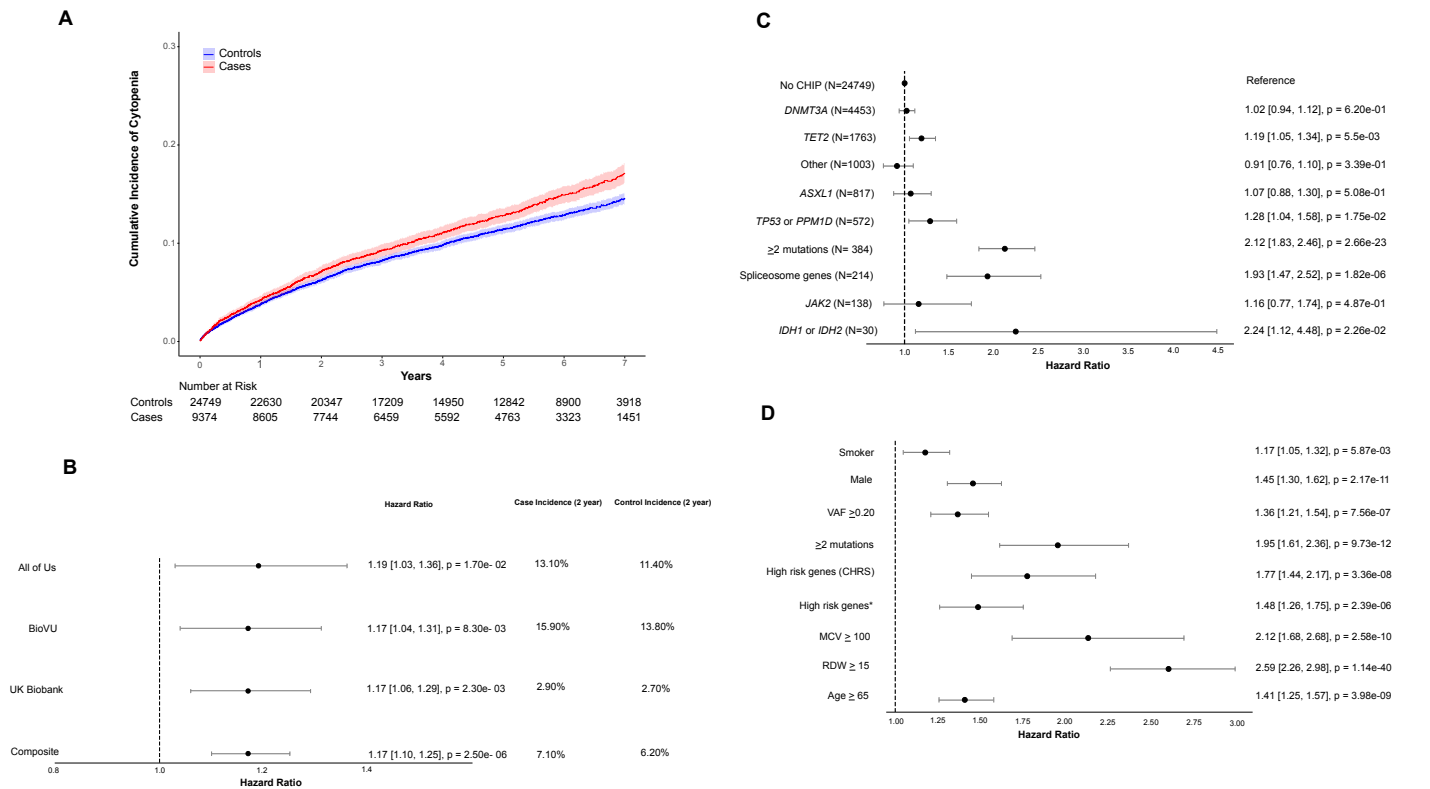 A
0.3
0.2
0.1
0.0
Cumulative Incidence of Cytopenia
Controls
Cases
0 1 2 3 4 5 6 7
Years
Number at Risk
Controls 24749 22630 20347 17209 14950 12842 8900 3918
Cases 9374 8605 7744 6459 5592 4763 3323 1451
B
Hazard Ratio Case Incidence (2 year) Control Incidence (2 year)
All of Us 1.19 [1.03, 1.36], p = 1.70e- 02 13.10% 11.40%
BioVU 1.17 [1.04, 1.31], p = 8.30e- 03 15.90% 13.80%
UK Biobank 1.17 [1.06, 1.29], p = 2.30e- 03 2.90% 2.70%
Composite 1.17 [1.10, 1.25], p = 2.50e- 06 7.10% 6.20%
0.8 1.0 1.2 1.4
Hazard Ratio
C
No CHIP (N=24749) Reference
DNMT3A (N=4453) 1.02 [0.94, 1.12], p = 6.20e-01
TET2 (N=1763) 1.19 [1.05, 1.34], p = 5.5e-03
Other (N=1003) 0.91 [0.76, 1.10], p = 3.39e-01
ASXL1 (N=817) 1.07 [0.88, 1.30], p = 5.08e-01
TP53 or PPM1D (N=572) 1.28 [1.04, 1.58], p = 1.75e-02
≥2 mutations (N= 384) 2.12 [1.83, 2.46], p = 2.66e-23
Spliceosome genes (N=214) 1.93 [1.47, 2.52], p = 1.82e-06
JAK2 (N=138) 1.16 [0.77, 1.74], p = 4.87e-01
IDH1 or IDH2 (N=30) 2.24 [1.12, 4.48], p = 2.26e-02
1.0 1.5 2.0 2.5 3.0 3.5 4.0 4.5
Hazard Ratio
D
Smoker 1.17 [1.05, 1.32], p = 5.87e-03
Male 1.45 [1.30, 1.62], p = 2.17e-11
VAF ≥0.20 1.36 [1.21, 1.54], p = 7.56e-07
≥2 mutations 1.95 [1.61, 2.36], p = 9.73e-12
High risk genes (CHRS) 1.77 [1.44, 2.17], p = 3.36e-08
High risk genes* 1.48 [1.26, 1.75], p = 2.39e-06
MCV ≥ 100 2.12 [1.68, 2.68], p = 2.58e-10
RDW ≥ 15 2.59 [2.26, 2.98], p = 1.14e-40
Age ≥ 65 1.41 [1.25, 1.57], p = 3.98e-09
1.00 1.25 1.50 1.75 2.00 2.25 2.50 2.75 3.00
Hazard Ratio